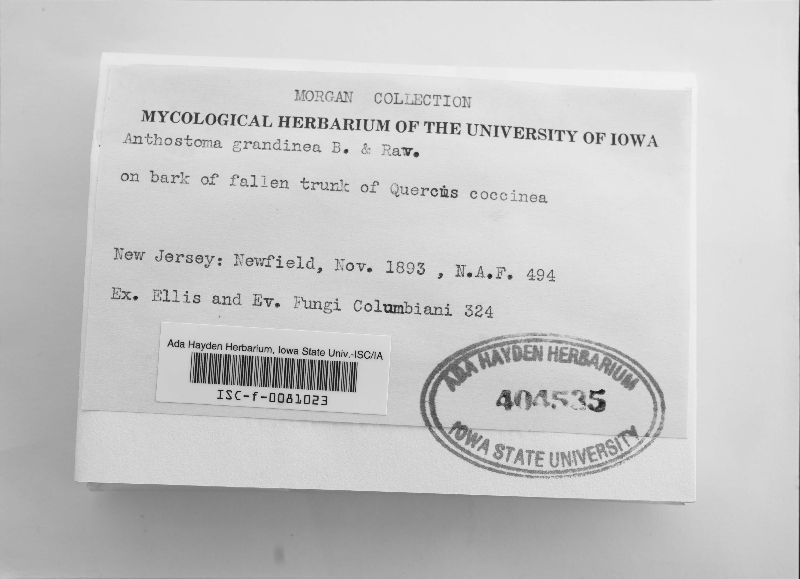 MORGAN COLLECTION
MYCOLOGICAL HERBARIUM OF THE UNIVERSITY OF IOWA
Anthostoma grandinea B. & Rav.
on bark of fallen trunk of Quercus coccinea
New Jersey: Newfield, Nov. 1893 , N.A.F. 494
Ex. Ellis and Ev. Fungi Columbiani 324
Ada Hayden Herbarium, Iowa State Univ.-ISC/IA
ISC-f-0081023
ADA HAYDEN HERBARIUM
404535
IOWA STATE UNIVERSITY